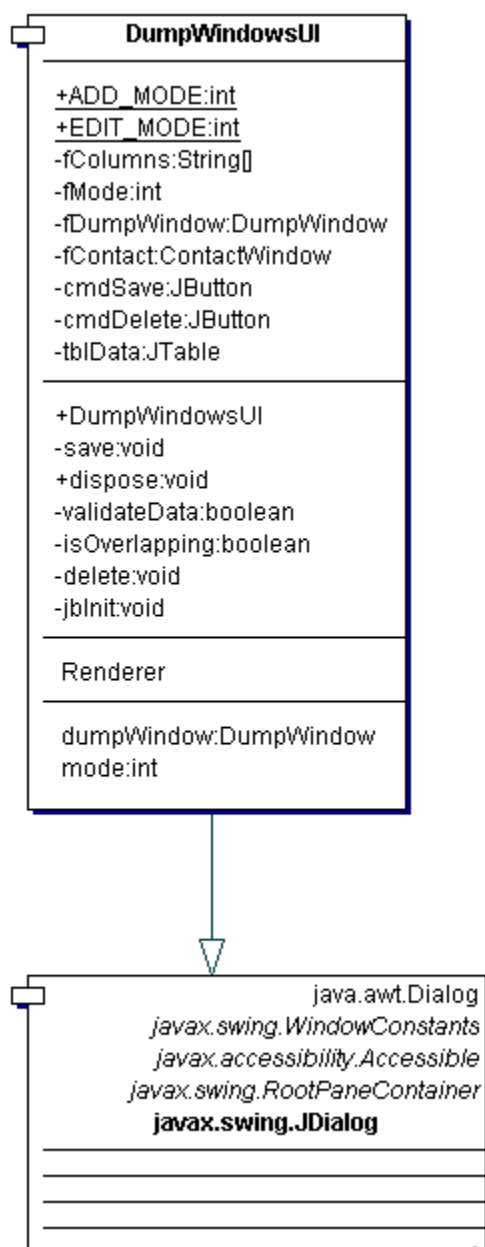 DumpWindowsUI
+ADD_MODE:int
+EDIT_MODE:int
-fColumns:String[]
-fMode:int
-fDumpWindow:DumpWindow
-fContact:ContactWindow
-cmdSave:JButton
-cmdDelete:JButton
-tblData:JTable
+DumpWindowsUI
-save:void
+dispose:void
-validateData:boolean
-isOverlapping:boolean
-delete:void
-jbInit:void
Renderer
dumpWindow:DumpWindow
mode:int
java.awt.Dialog
javax.swing.WindowConstants
javax.accessibility.Accessible
javax.swing.RootPaneContainer
javax.swing.JDialog